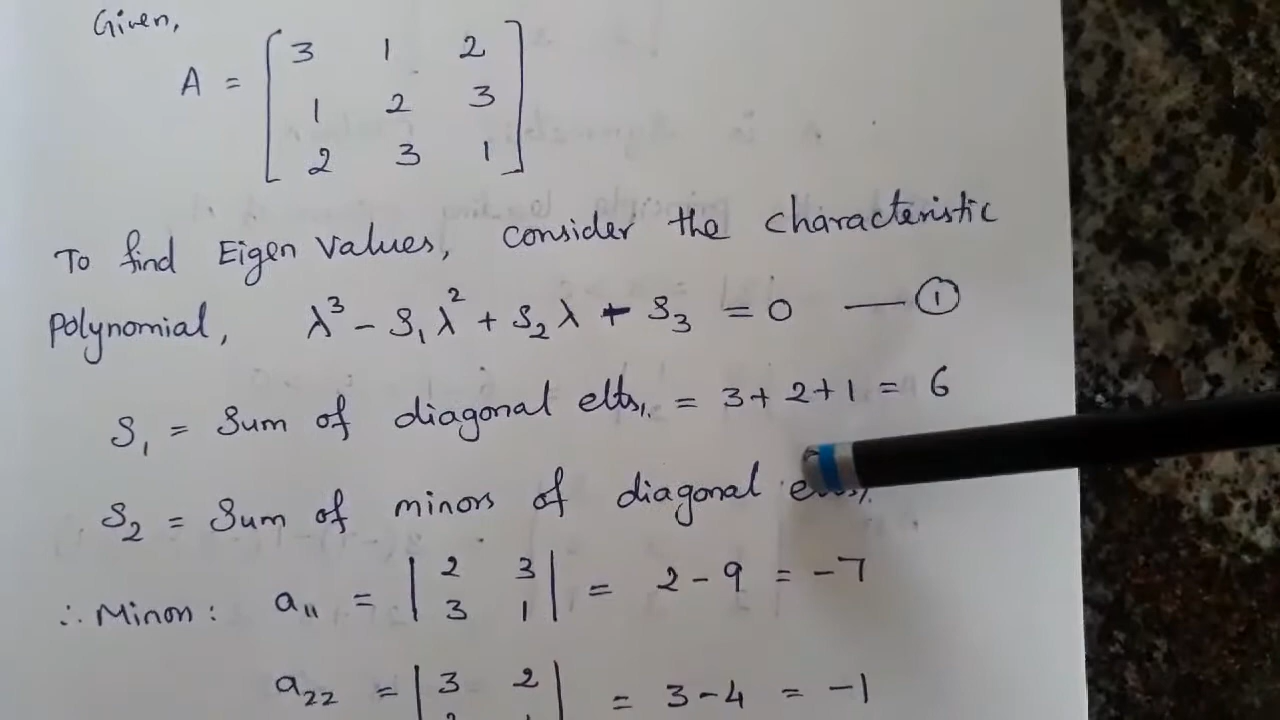 Given,
A = [ 3 1 2
1 2 3
2 3 1 ]
To find Eigen Values, consider the characteristic
Polynomial, λ³ - S₁λ² + S₂λ - S₃ = 0 — ①
S₁ = Sum of diagonal elts, = 3+2+1 = 6
S₂ = Sum of minors of diagonal
∴ Minor: a₁₁ = | 2 3 | = 2-9 = -7
| 3 1 |
a₂₂ = | 3 2 | = 3-4 = -1